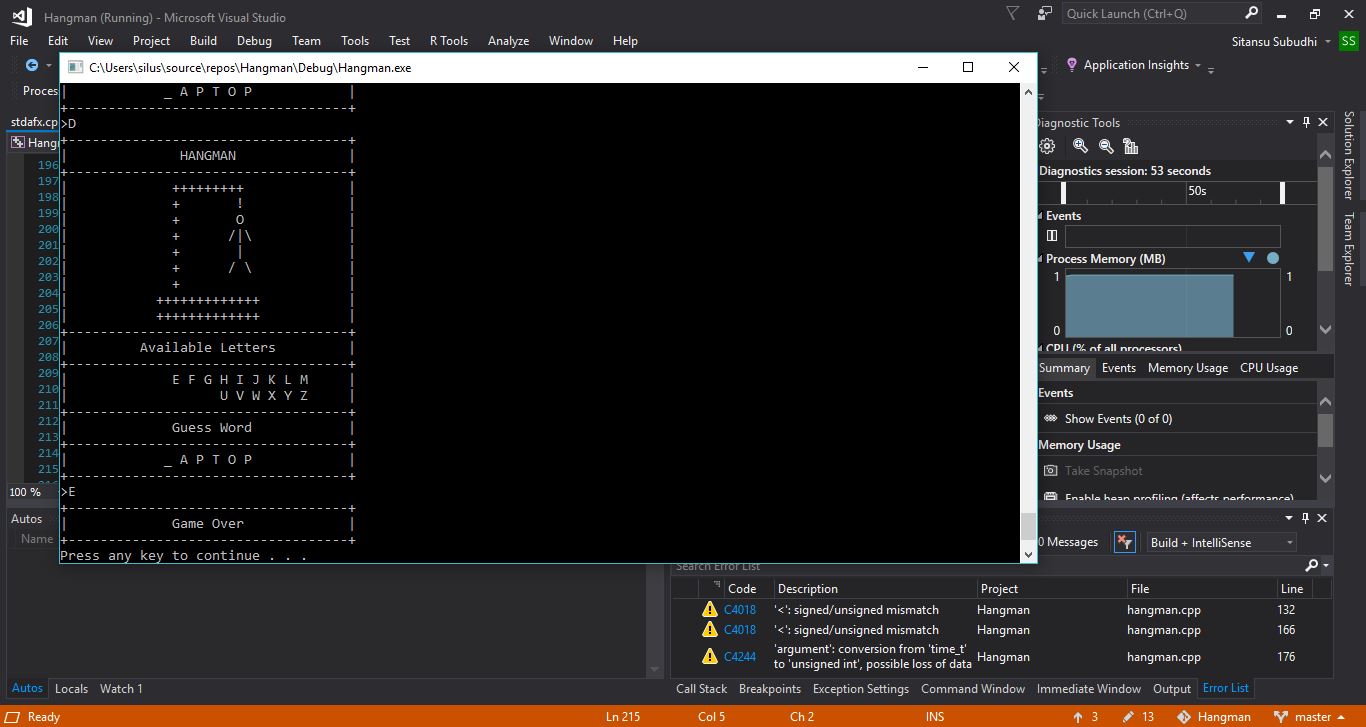 Hangman (Running) - Microsoft Visual Studio
Quick Launch (Ctrl+Q)
File Edit View Project Build Debug Team Tools Test R Tools Analyze Window Help
Sitansu Subudhi SS
C:\Users\silus\source\repos\Hangman\Debug\Hangman.exe
Application Insights
Proces
stdafx.cp
Hang
196
197
198
199
200
201
202
203
204
205
206
207
208
209
210
211
212
213
214
215
100 %
| _ A P T O P |
+-----------------------------------+
>D
+-----------------------------------+
| HANGMAN |
+-----------------------------------+
| +++++++++ |
| + ! |
| + O |
| + /|\ |
| + | |
| + / \ |
| + |
| +++++++++++++ |
| +++++++++++++ |
+-----------------------------------+
| Available Letters |
+-----------------------------------+
| E F G H I J K L M |
| U V W X Y Z |
+-----------------------------------+
| Guess Word |
+-----------------------------------+
| _ A P T O P |
+-----------------------------------+
>E
+-----------------------------------+
| Game Over |
+-----------------------------------+
Press any key to continue . . .
Diagnostic Tools
Diagnostics session: 53 seconds
50s
Events
Process Memory (MB)
1 1
0 0
CPU (% of all processors)
Summary Events Memory Usage CPU Usage
Events
Show Events (0 of 0)
Memory Usage
Take Snapshot
Enable heap profiling (affects performance)
Solution Explorer
Team Explorer
Autos
Name
0 Messages Build + IntelliSense
Search Error List
Code Description Project File Line
C4018 '<': signed/unsigned mismatch Hangman hangman.cpp 132
C4018 '<': signed/unsigned mismatch Hangman hangman.cpp 166
C4244 'argument': conversion from 'time_t' to 'unsigned int', possible loss of data Hangman hangman.cpp 176
Autos Locals Watch 1
Call Stack Breakpoints Exception Settings Command Window Immediate Window Output Error List
Ready Ln 215 Col 5 Ch 2 INS 3 13 Hangman master